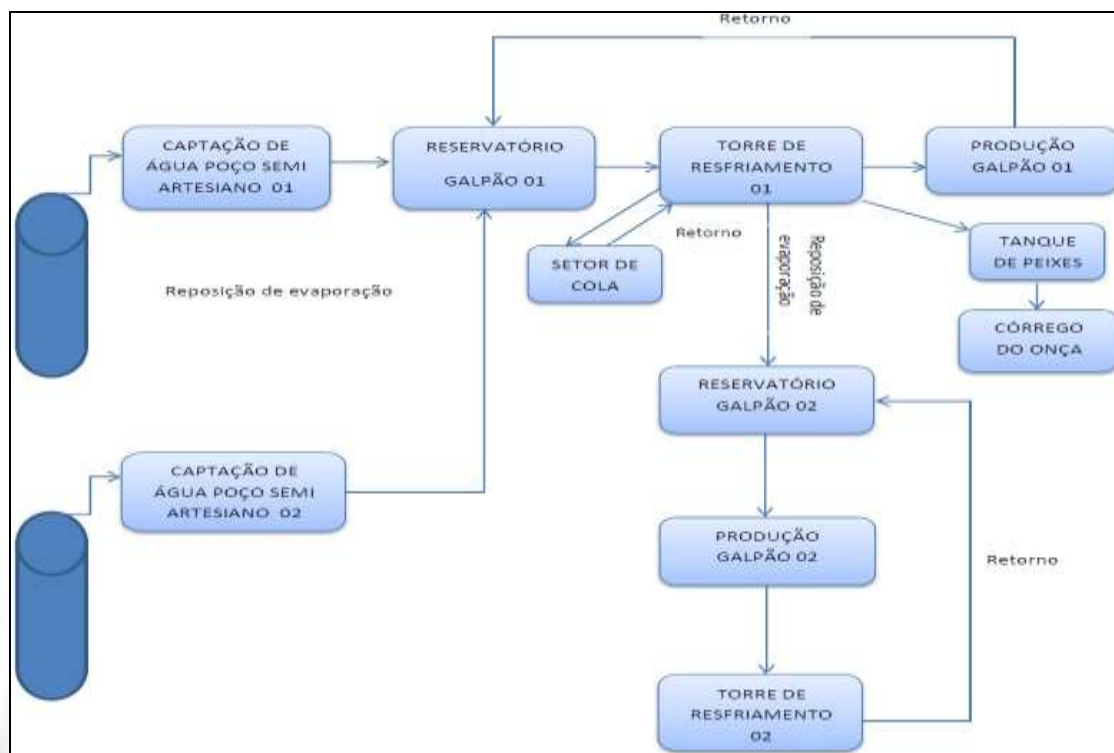 Retorno
CAPTAÇÃO DE
ÁGUA POÇO SEMI
ARTESIANO 01
RESERVATÓRIO
GALPÃO 01
TORRE DE
RESFRIAMENTO
01
PRODUÇÃO
GALPÃO 01
Retorno
SETOR DE
COLA
Reposição de
evaporação
TANQUE
DE PEIXES
Reposição de evaporação
CÓRREGO
DO ONÇA
RESERVATÓRIO
GALPÃO 02
CAPTAÇÃO DE
ÁGUA POÇO SEMI
ARTESIANO 02
PRODUÇÃO
GALPÃO 02
Retorno
TORRE DE
RESFRIAMENTO
02